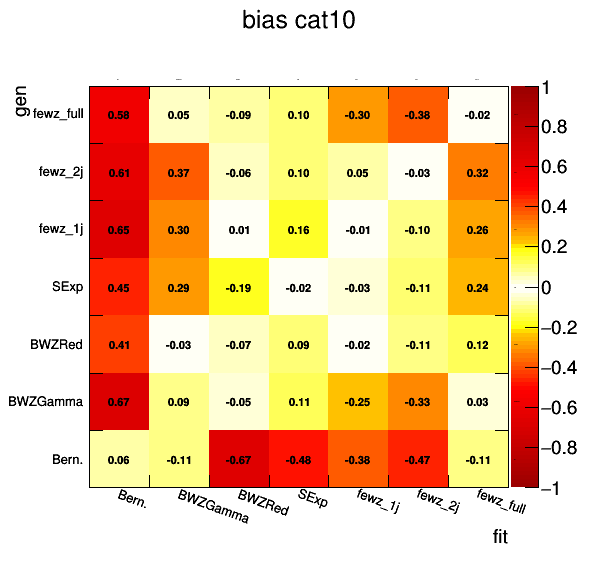 bias cat10
gen
fewz_full 0.58 0.05 -0.09 0.10 -0.30 -0.38 -0.02
fewz_2j 0.61 0.37 -0.06 0.10 0.05 -0.03 0.32
fewz_1j 0.65 0.30 0.01 0.16 -0.01 -0.10 0.26
SExp 0.45 0.29 -0.19 -0.02 -0.03 -0.11 0.24
BWZRed 0.41 -0.03 -0.07 0.09 -0.02 -0.11 0.12
BWZGamma 0.67 0.09 -0.05 0.11 -0.25 -0.33 0.03
Bern. 0.06 -0.11 -0.67 -0.48 -0.38 -0.47 -0.11
Bern. BWZGamma BWZRed SExp fewz_1j fewz_2j fewz_full
fit
1
0.8
0.6
0.4
0.2
0
−0.2
−0.4
−0.6
−0.8
−1